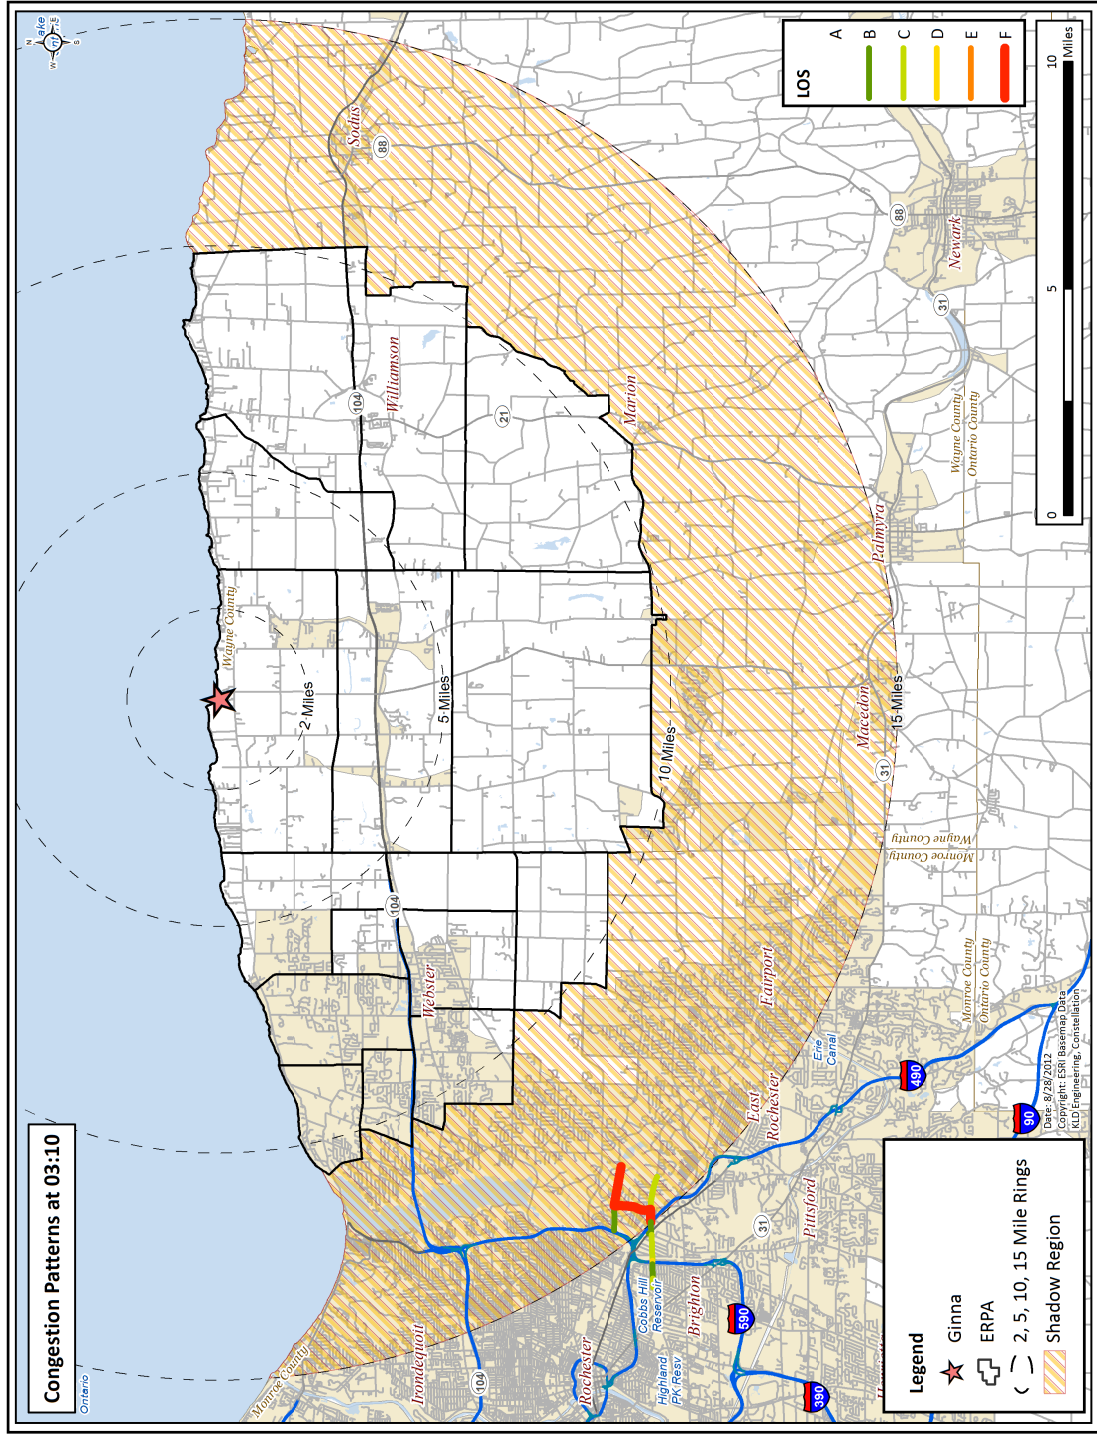 Congestion Patterns at 03:10
Lake
Ontario
N
E
S
W
LOS
A
B
C
D
E
F
10
5
0
Miles
Sodus
88
88
Newark
31
Williamson
104
21
Marion
Wayne County
Ontario County
Palmyra
Wayne County
2 Miles
5 Miles
10 Miles
15 Miles
Macedon
31
Wayne County
Monroe County
104
Webster
Fairport
Monroe County
Ontario County
Erie
Canal
East
Rochester
490
90
Pittsford
31
Monroe County
Ontario
Irondequoit
104
Rochester
Cobbs Hill
Reservoir
Highland
PK Resv
Brighton
590
390
Date: 8/28/2012
Copyright: ESRI Basemap Data
KLD Engineering, Constellation
Legend
Ginna
ERPA
2, 5, 10, 15 Mile Rings
Shadow Region